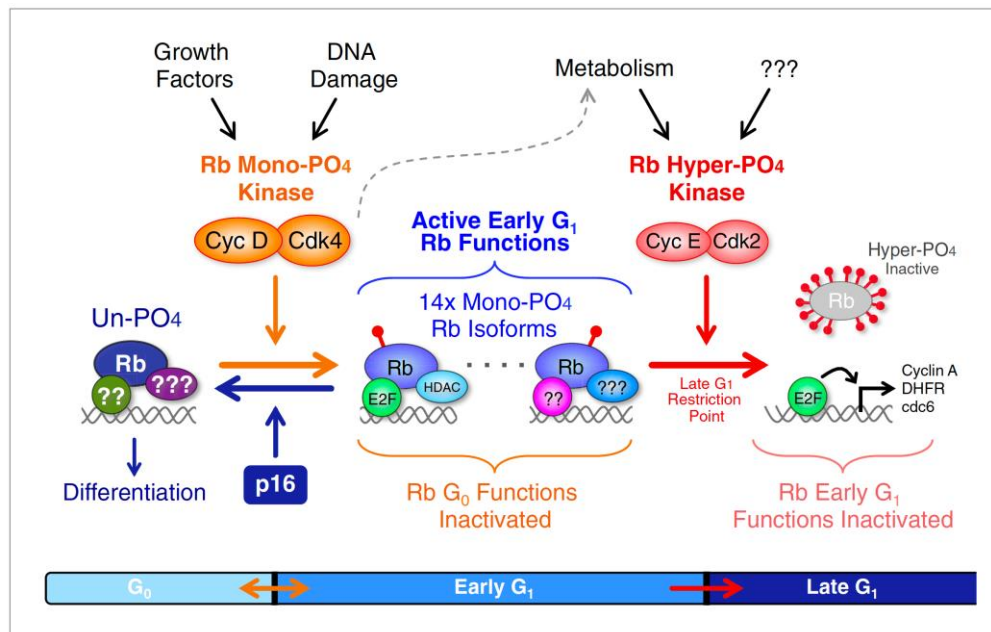 Growth
Factors
DNA
Damage
Metabolism
???
Rb Mono-PO4
Kinase
Rb Hyper-PO4
Kinase
Cyc D
Cdk4
Active Early G1
Rb Functions
Cyc E
Cdk2
Hyper-PO4
Inactive
Rb
14x Mono-PO4
Rb Isoforms
Un-PO4
Rb
??
???
Rb
E2F
HDAC
Rb
??
???
Late G1
Restriction
Point
E2F
Cyclin A
DHFR
cdc6
Differentiation
p16
Rb G0 Functions
Inactivated
Rb Early G1
Functions Inactivated
G0
Early G1
Late G1